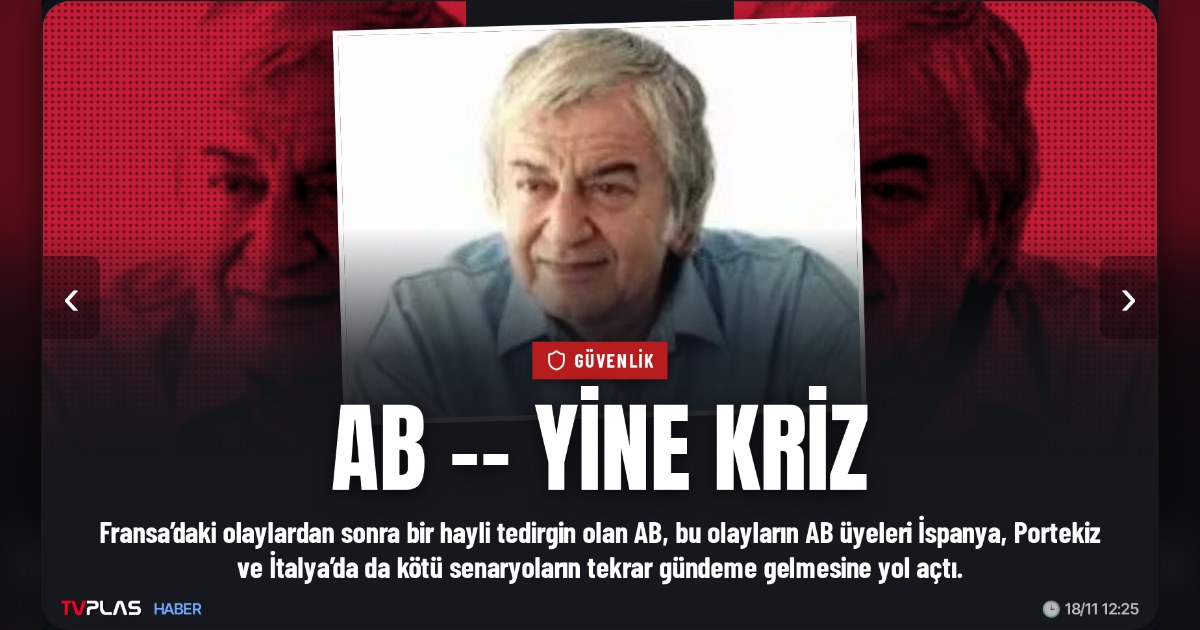 GÜVENLİK
AB -- YİNE KRİZ
Fransa'daki olaylardan sonra bir hayli tedirgin olan AB, bu olayların AB üyeleri İspanya, Portekiz
ve İtalya'da da kötü senaryoların tekrar gündeme gelmesine yol açtı.
TVPLAS HABER
18/11 12:25